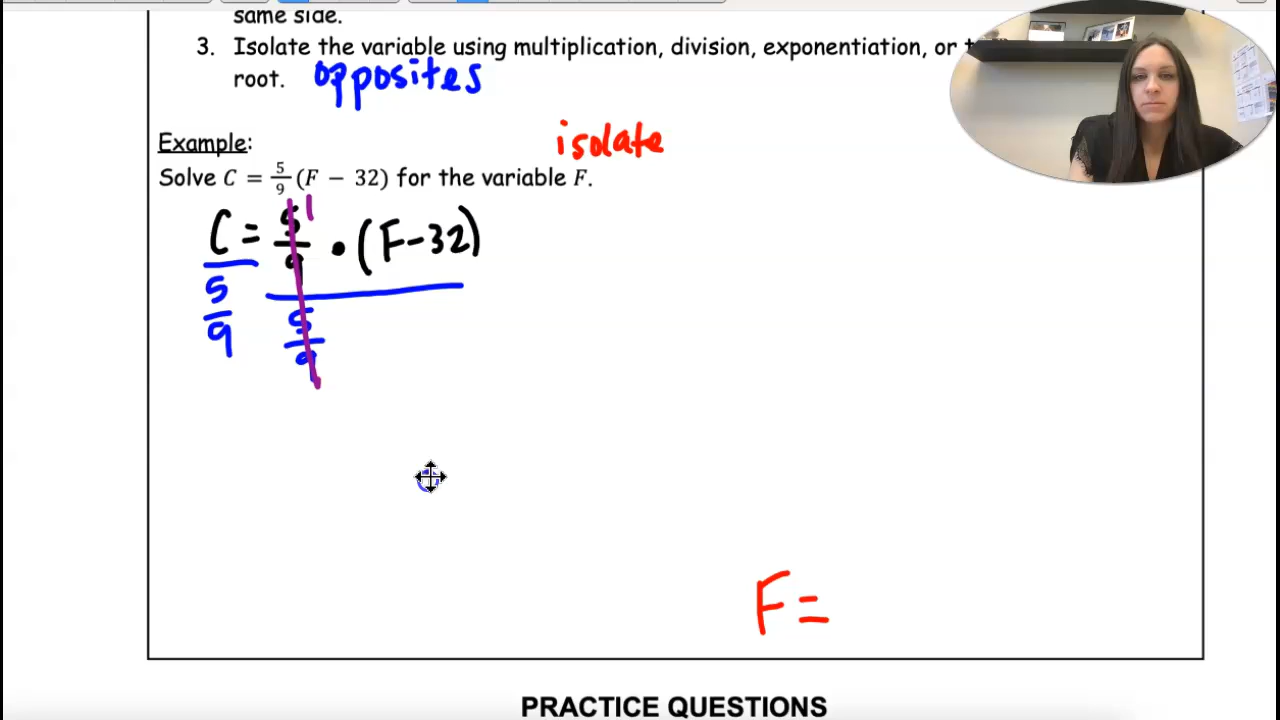 same side.
3. Isolate the variable using multiplication, division, exponentiation, or
root. opposites
Example: isolate
Solve C = 5/9 (F − 32) for the variable F.
C = 5/9 • (F-32)
1
5/9 5/9
F =
PRACTICE QUESTIONS